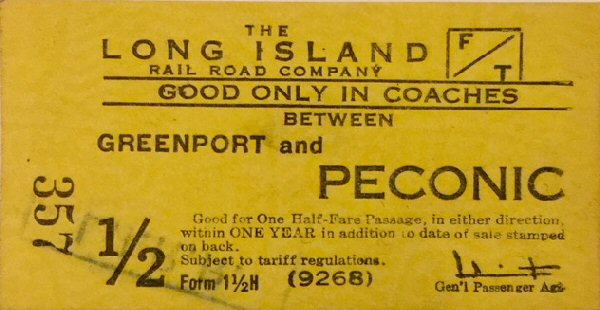 THE
LONG ISLAND
RAIL ROAD COMPANY
F / T
GOOD ONLY IN COACHES
BETWEEN
GREENPORT and
PECONIC
357
1/2
Good for One Half-Fare Passage, in either direction,
within ONE YEAR in addition to date of sale stamped
on back.
Subject to tariff regulations.
Form 1½H (9268)
Gen'l Passenger Agt.